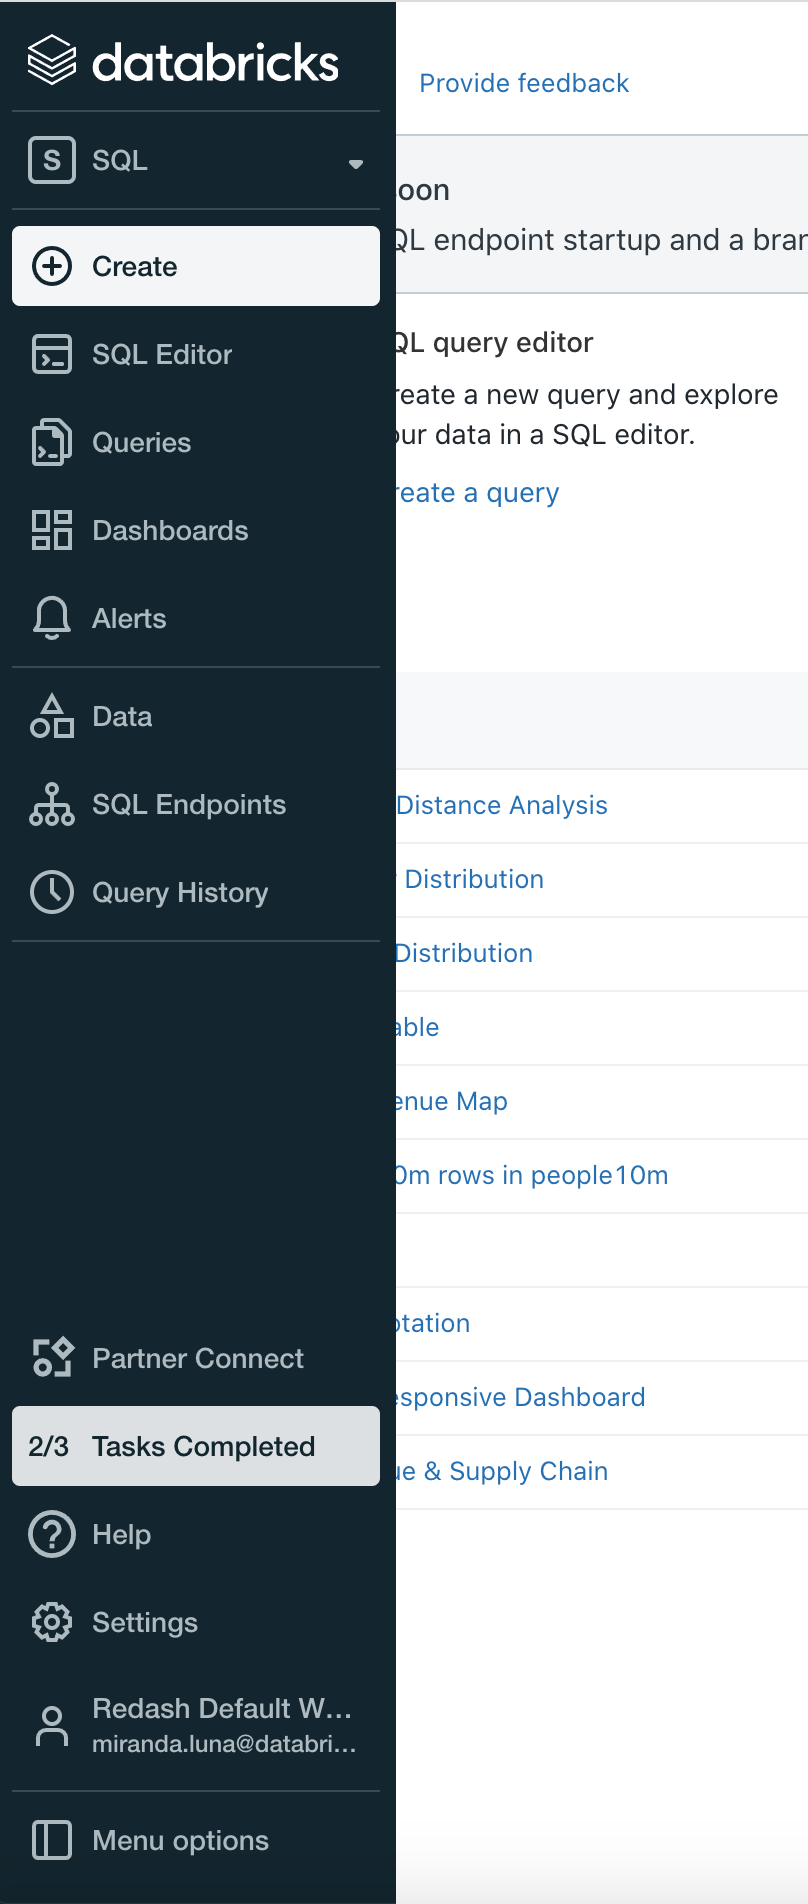 databricks
Provide feedback
S SQL
oon
QL endpoint startup and a bran
Create
QL query editor
SQL Editor
reate a new query and explore
our data in a SQL editor.
Queries
reate a query
Dashboards
Alerts
Data
SQL Endpoints
Distance Analysis
Query History
Distribution
Distribution
able
enue Map
0m rows in people10m
otation
Partner Connect
esponsive Dashboard
2/3 Tasks Completed
ue & Supply Chain
Help
Settings
Redash Default W...
miranda.luna@databri...
Menu options